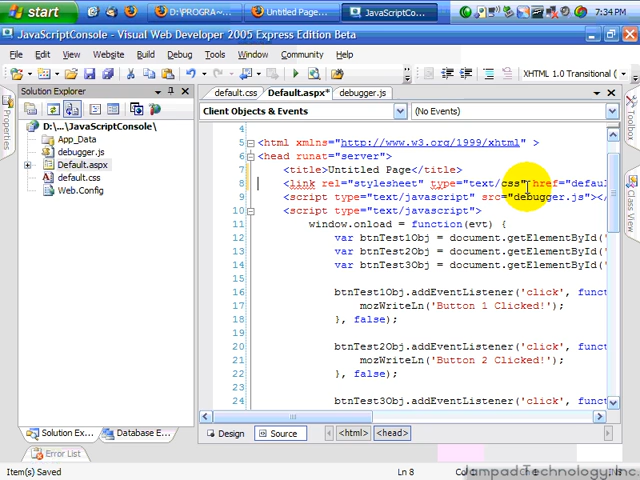 start
D:\PROGRA...
Untitled Page...
JavaScriptCo...
7:34 PM
JavaScriptConsole - Visual Web Developer 2005 Express Edition Beta
File Edit View Website Build Debug Tools Window Community Help
XHTML 1.0 Transitional (
Solution Explorer
default.css Default.aspx* debugger.js
Client Objects & Events
(No Events)
Properties
Toolbox
Class View
D:\...\JavaScriptConsole\
App_Data
debugger.js
Default.aspx
default.css
Web.Config
4
5 <html xmlns="http://www.w3.org/1999/xhtml" >
6 <head runat="server">
7 <title>Untitled Page</title>
8 <link rel="stylesheet" type="text/css" href="defaul
9 <script type="text/javascript" src="debugger.js"></
10 <script type="text/javascript">
11 window.onload = function(evt) {
12 var btnTest1Obj = document.getElementById('
13 var btnTest2Obj = document.getElementById('
14 var btnTest3Obj = document.getElementById('
15
16 btnTest1Obj.addEventListener('click', funct
17 mozWriteLn('Button 1 Clicked!');
18 }, false);
19
20 btnTest2Obj.addEventListener('click', funct
21 mozWriteLn('Button 2 Clicked!');
22 }, false);
23
24 btnTest3Obj.addEventListener('click', funct
Design Source <html> <head>
Solution Ex... Database E...
Error List
Item(s) Saved
Ln 8
Col 1
Ch 1
JampadTechnology,Inc.